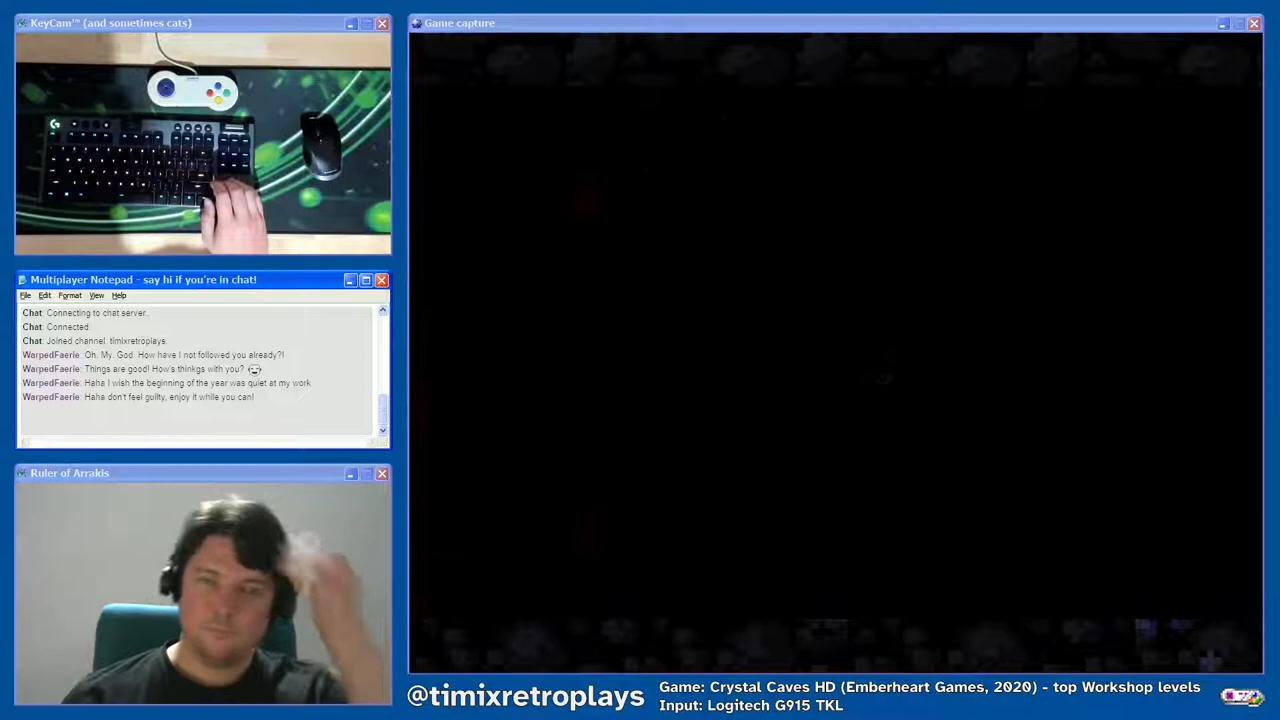 KeyCam™ (and sometimes cats)
Game capture
Multiplayer Notepad - say hi if you're in chat!
File Edit Format View Help
Chat: Connecting to chat server..
Chat: Connected.
Chat: Joined channel: timixretroplays.
WarpedFaerie: Oh. My. God. How have I not followed you already?!
WarpedFaerie: Things are good! How's thinkgs with you?
WarpedFaerie: Haha I wish the beginning of the year was quiet at my work
WarpedFaerie: Haha don't feel guilty, enjoy it while you can!
Ruler of Arrakis
@timixretroplays
Game: Crystal Caves HD (Emberheart Games, 2020) - top Workshop levels
Input: Logitech G915 TKL